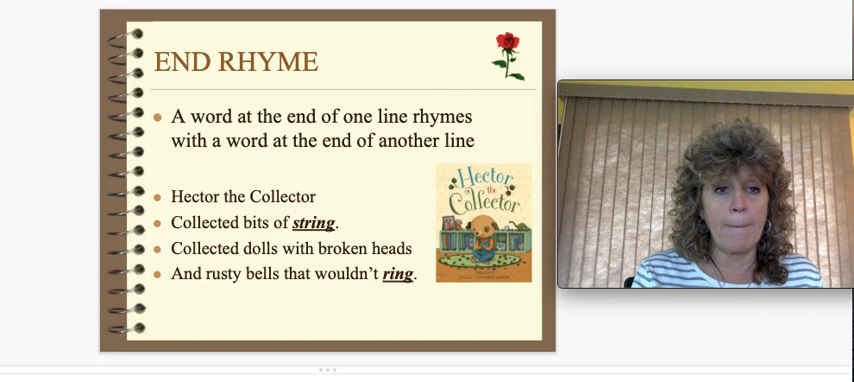 END RHYME
A word at the end of one line rhymes
with a word at the end of another line
Hector the Collector
Collected bits of string.
Collected dolls with broken heads
And rusty bells that wouldn’t ring.
Hector
the
Collector